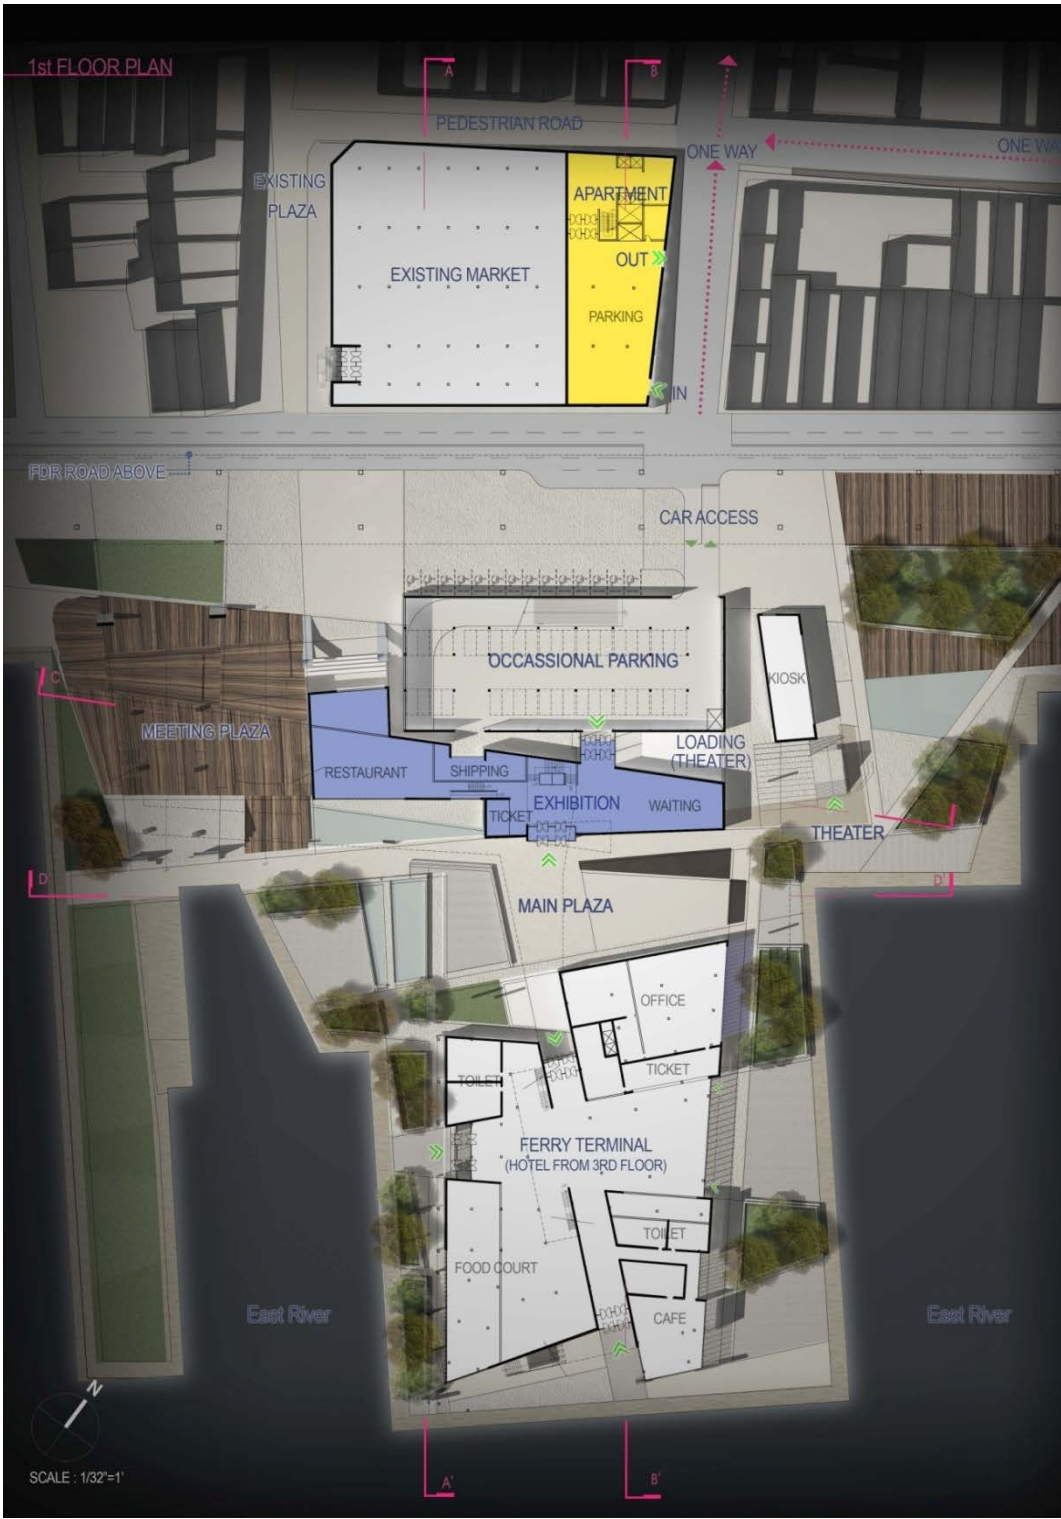 1st FLOOR PLAN
A
B
PEDESTRIAN ROAD
ONE WAY
ONE WA
EXISTING
PLAZA
APARTMENT
OUT
EXISTING MARKET
PARKING
IN
FDR ROAD ABOVE
CAR ACCESS
OCCASSIONAL PARKING
KIOSK
C
MEETING PLAZA
LOADING
(THEATER)
RESTAURANT
SHIPPING
EXHIBITION
WAITING
TICKET
THEATER
D
D'
MAIN PLAZA
OFFICE
TICKET
TOILET
FERRY TERMINAL
(HOTEL FROM 3RD FLOOR)
TOILET
FOOD COURT
CAFE
East River
East River
N
SCALE : 1/32"=1'
A'
B'